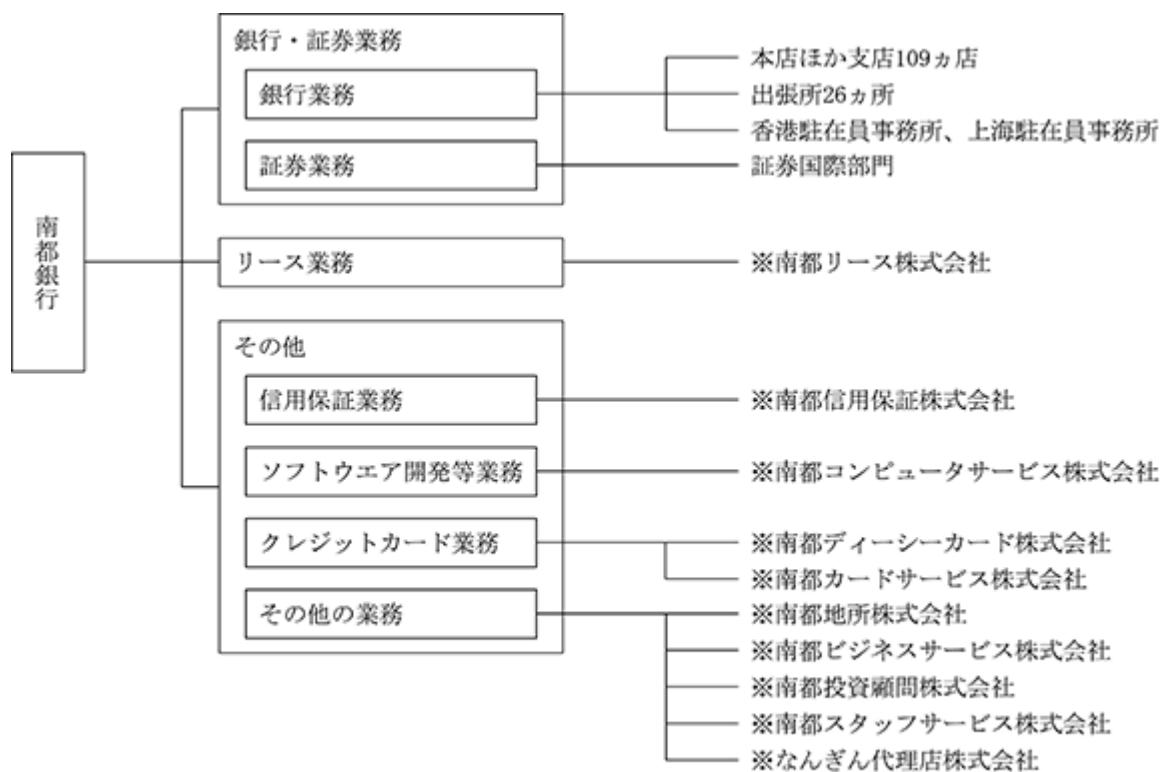 南都銀行
銀行・証券業務
銀行業務
本店ほか支店109ヵ店
出張所26ヵ所
香港駐在員事務所、上海駐在員事務所
証券業務
証券国際部門
リース業務
※南都リース株式会社
その他
信用保証業務
※南都信用保証株式会社
ソフトウエア開発等業務
※南都コンピュータサービス株式会社
クレジットカード業務
※南都ディーシーカード株式会社
※南都カードサービス株式会社
その他の業務
※南都地所株式会社
※南都ビジネスサービス株式会社
※南都投資顧問株式会社
※南都スタッフサービス株式会社
※なんぎん代理店株式会社